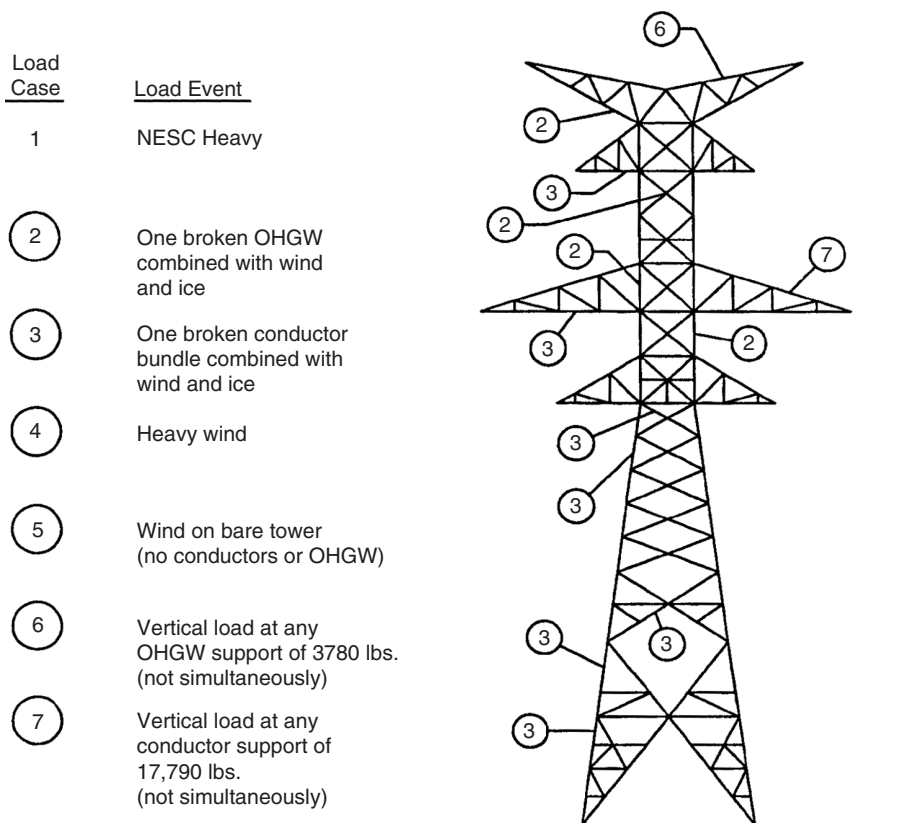 Load
Case
Load Event
1
NESC Heavy
2
One broken OHGW
combined with wind
and ice
3
One broken conductor
bundle combined with
wind and ice
4
Heavy wind
5
Wind on bare tower
(no conductors or OHGW)
6
Vertical load at any
OHGW support of 3780 lbs.
(not simultaneously)
7
Vertical load at any
conductor support of
17,790 lbs.
(not simultaneously)
6
2
3
2
2
7
3
2
3
3
3
3
3